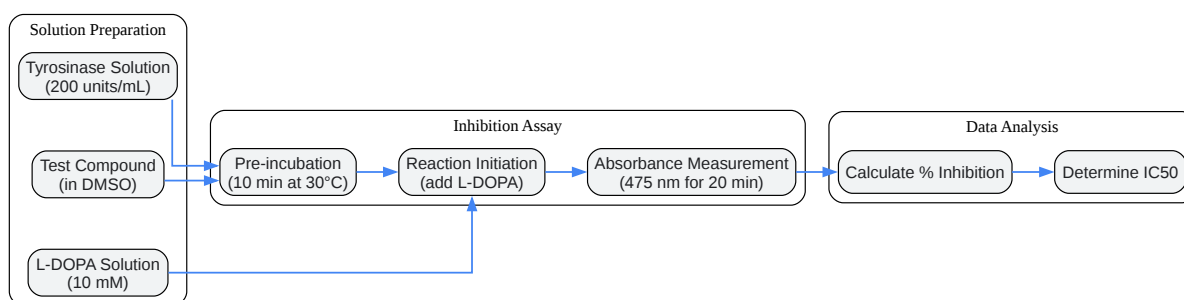 Solution Preparation
Tyrosinase Solution
(200 units/mL)
Test Compound
(in DMSO)
L-DOPA Solution
(10 mM)
Inhibition Assay
Pre-incubation
(10 min at 30°C)
Reaction Initiation
(add L-DOPA)
Absorbance Measurement
(475 nm for 20 min)
Data Analysis
Calculate % Inhibition
Determine IC50